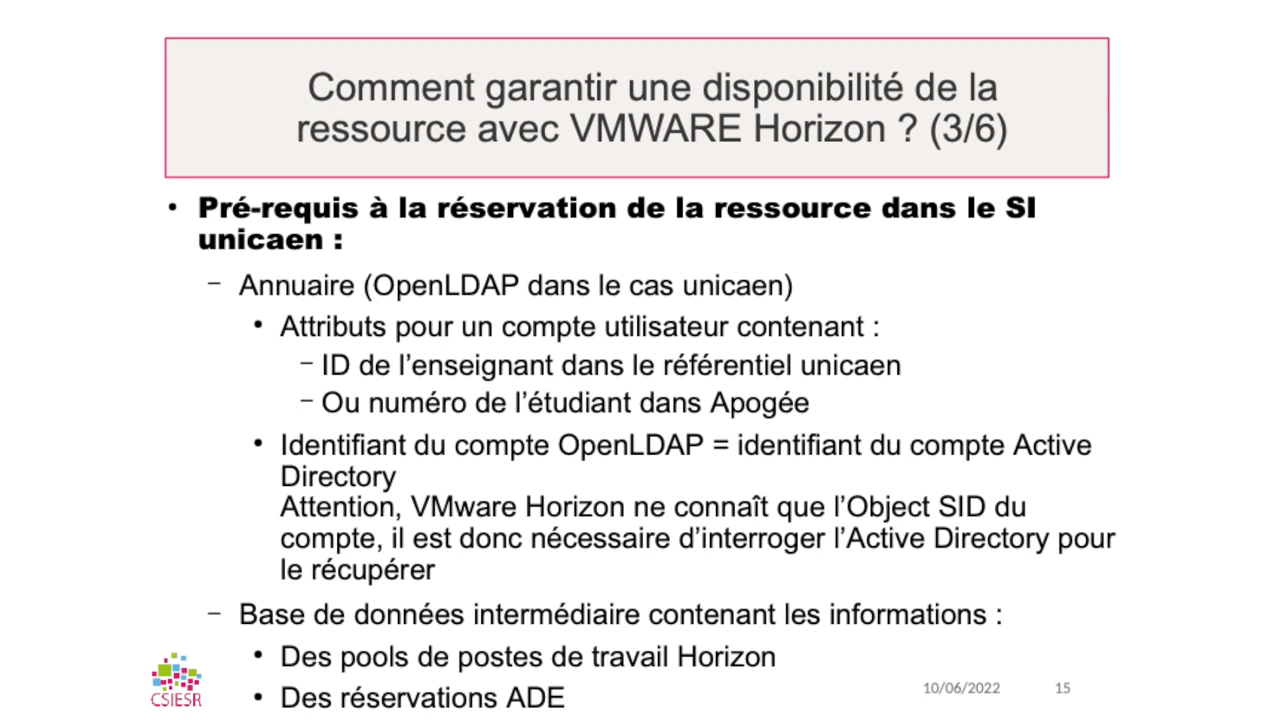 Comment garantir une disponibilité de la
ressource avec VMWARE Horizon ? (3/6)
• Pré-requis à la réservation de la ressource dans le SI
unicaen :
– Annuaire (OpenLDAP dans le cas unicaen)
• Attributs pour un compte utilisateur contenant :
– ID de l’enseignant dans le référentiel unicaen
– Ou numéro de l’étudiant dans Apogée
• Identifiant du compte OpenLDAP = identifiant du compte Active
Directory
Attention, VMware Horizon ne connaît que l’Object SID du
compte, il est donc nécessaire d’interroger l’Active Directory pour
le récupérer
– Base de données intermédiaire contenant les informations :
• Des pools de postes de travail Horizon
• Des réservations ADE
CSIESR
10/06/2022
15